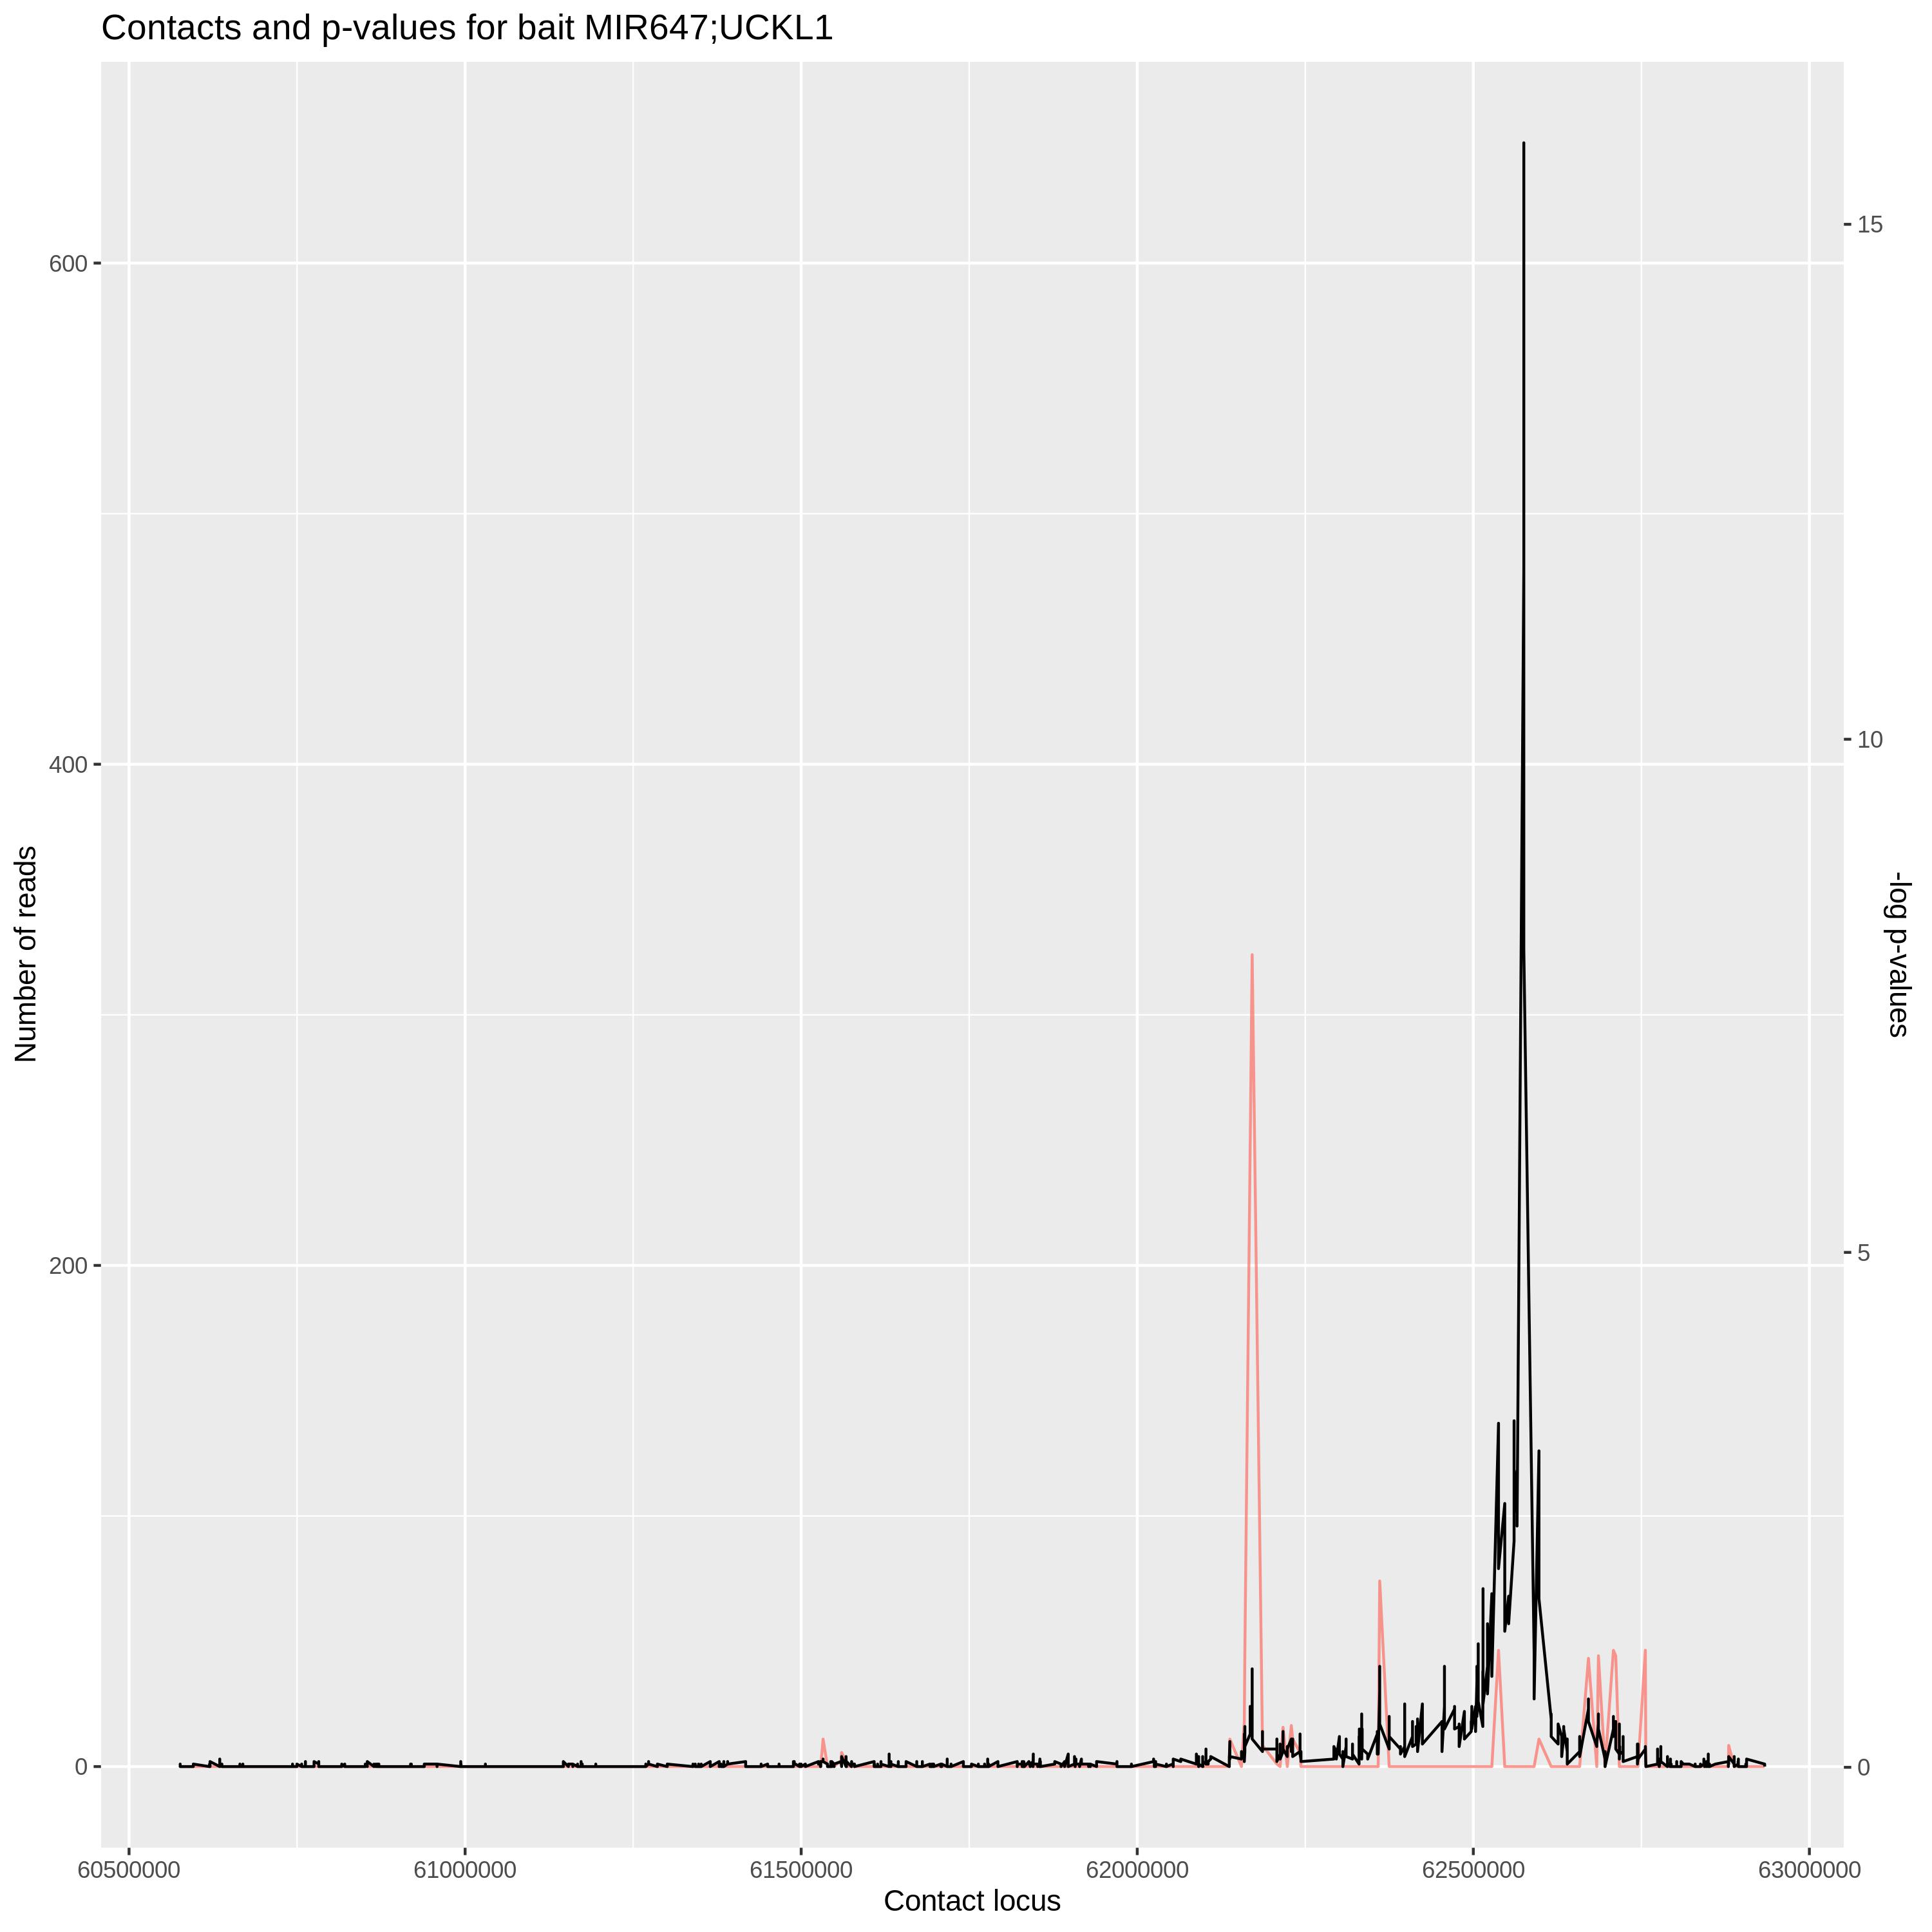 Contacts and p-values for bait MIR647;UCKL1
Number of reads
600
400
200
0
15
10
5
0
-log p-values
60500000 61000000 61500000 62000000 62500000 63000000
Contact locus